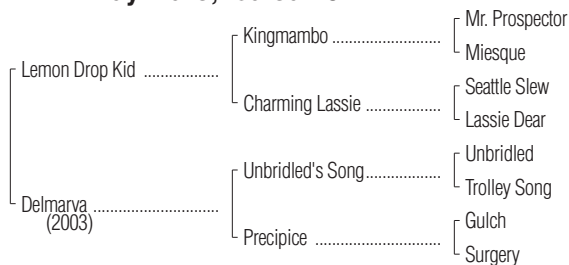 Mr. Prospector
Kingmambo
Miesque
Lemon Drop Kid
Seattle Slew
Charming Lassie
Lassie Dear
Unbridled
Unbridled's Song
Trolley Song
Delmarva
(2003)
Gulch
Precipice
Surgery